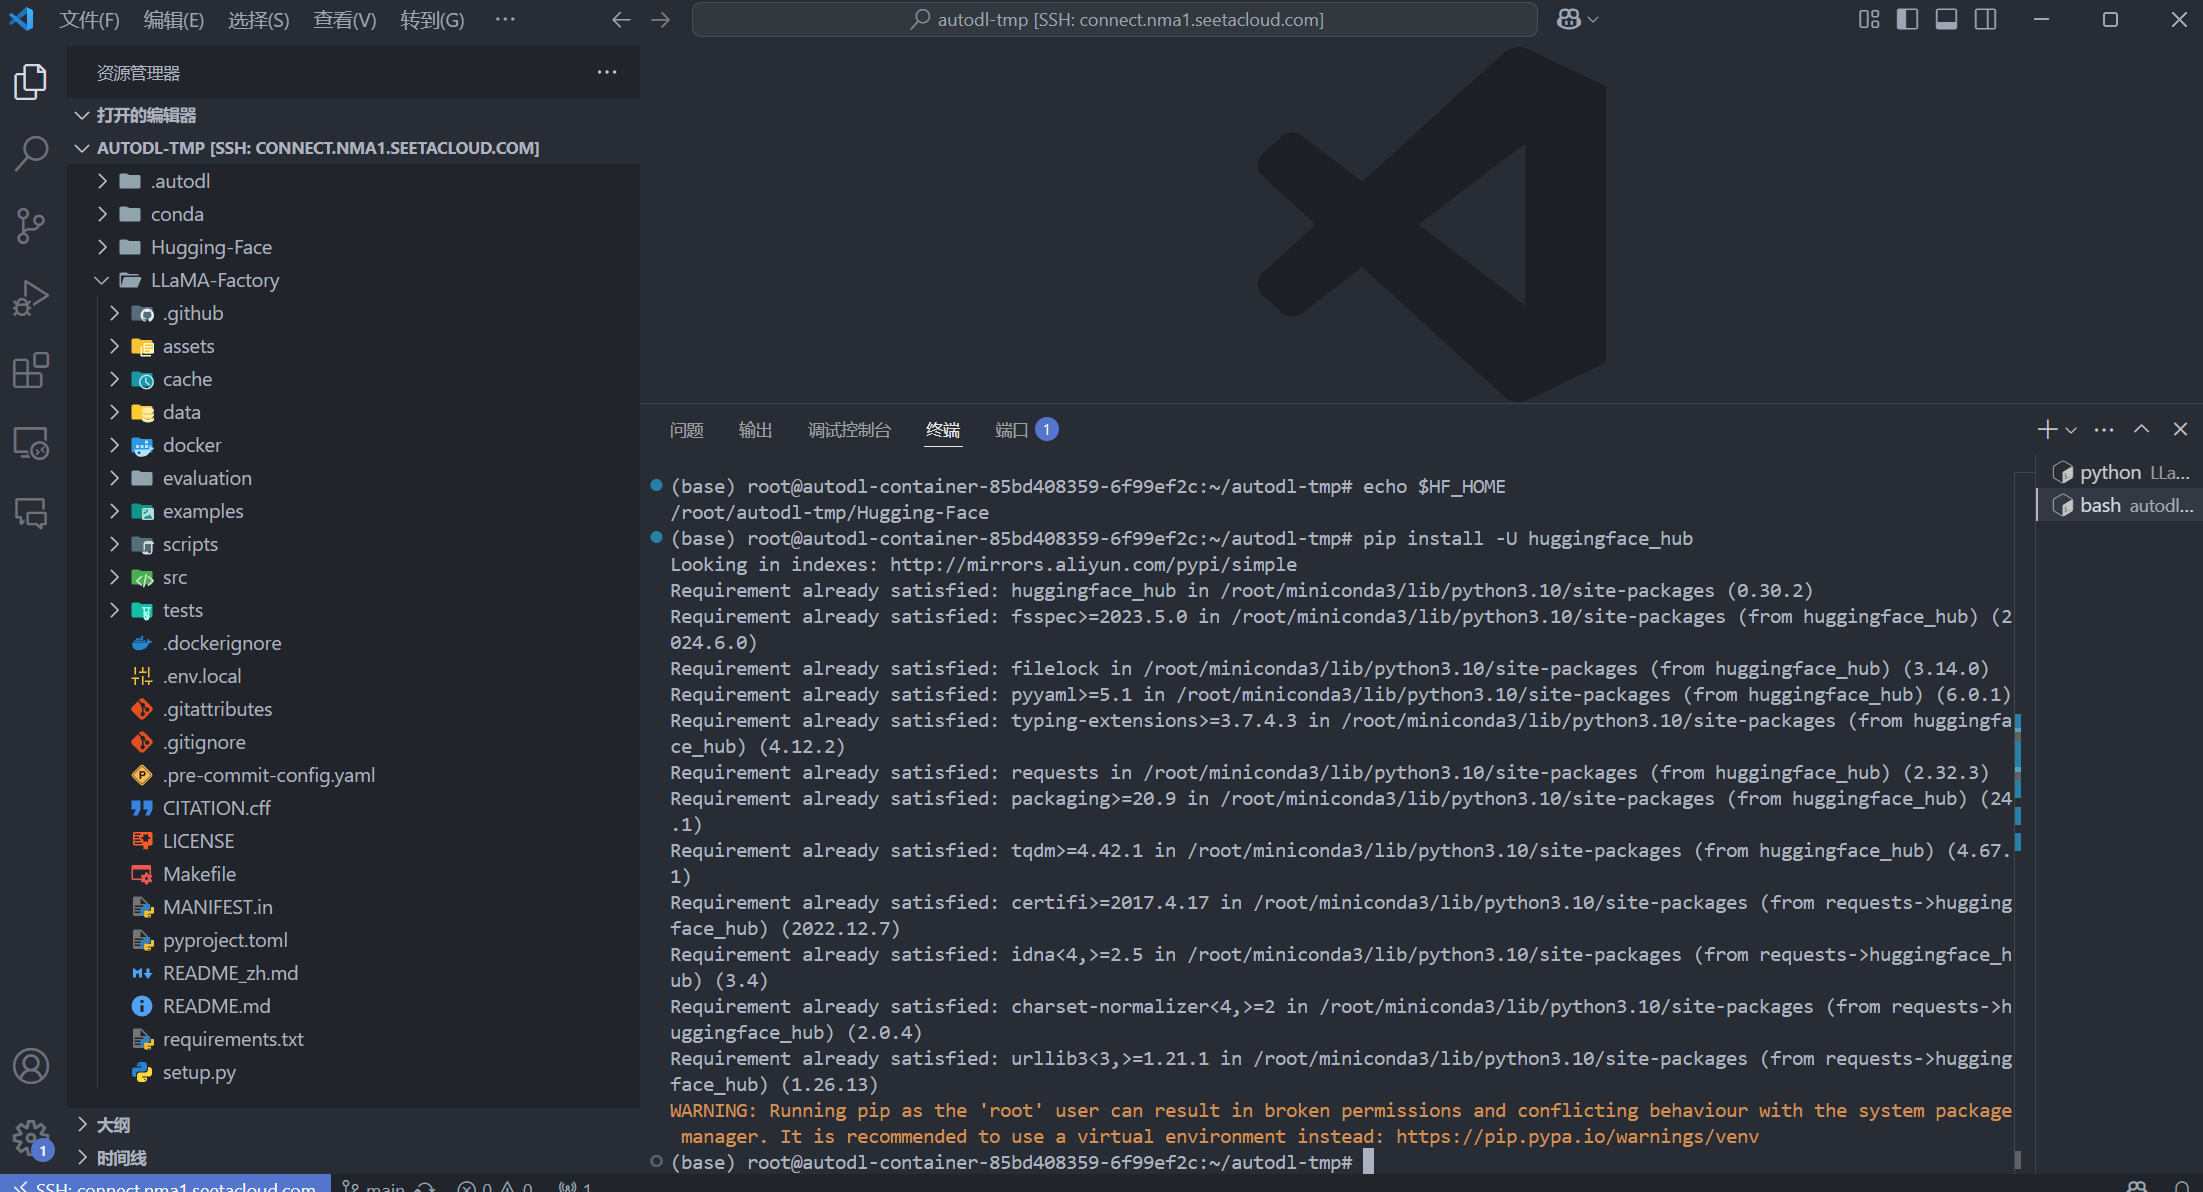 文件(F) 编辑(E) 选择(S) 查看(V) 转到(G) ···
autodl-tmp [SSH: connect.nma1.seetacloud.com]
资源管理器
打开的编辑器
AUTODL-TMP [SSH: CONNECT.NMA1.SEETACLOUD.COM]
.autodl
conda
Hugging-Face
LLaMA-Factory
.github
assets
cache
data
docker
evaluation
examples
scripts
src
tests
.dockerignore
.env.local
.gitattributes
.gitignore
.pre-commit-config.yaml
CITATION.cff
LICENSE
Makefile
MANIFEST.in
pyproject.toml
README_zh.md
README.md
requirements.txt
setup.py
大纲
时间线
1
问题 输出 调试控制台 终端 端口 1
(base) root@autodl-container-85bd408359-6f99ef2c:~/autodl-tmp# echo $HF_HOME
/root/autodl-tmp/Hugging-Face
(base) root@autodl-container-85bd408359-6f99ef2c:~/autodl-tmp# pip install -U huggingface_hub
Looking in indexes: http://mirrors.aliyun.com/pypi/simple
Requirement already satisfied: huggingface_hub in /root/miniconda3/lib/python3.10/site-packages (0.30.2)
Requirement already satisfied: fsspec>=2023.5.0 in /root/miniconda3/lib/python3.10/site-packages (from huggingface_hub) (2
024.6.0)
Requirement already satisfied: filelock in /root/miniconda3/lib/python3.10/site-packages (from huggingface_hub) (3.14.0)
Requirement already satisfied: pyyaml>=5.1 in /root/miniconda3/lib/python3.10/site-packages (from huggingface_hub) (6.0.1)
Requirement already satisfied: typing-extensions>=3.7.4.3 in /root/miniconda3/lib/python3.10/site-packages (from huggingfa
ce_hub) (4.12.2)
Requirement already satisfied: requests in /root/miniconda3/lib/python3.10/site-packages (from huggingface_hub) (2.32.3)
Requirement already satisfied: packaging>=20.9 in /root/miniconda3/lib/python3.10/site-packages (from huggingface_hub) (24
.1)
Requirement already satisfied: tqdm>=4.42.1 in /root/miniconda3/lib/python3.10/site-packages (from huggingface_hub) (4.67.
1)
Requirement already satisfied: certifi>=2017.4.17 in /root/miniconda3/lib/python3.10/site-packages (from requests->hugging
face_hub) (2022.12.7)
Requirement already satisfied: idna<4,>=2.5 in /root/miniconda3/lib/python3.10/site-packages (from requests->huggingface_h
ub) (3.4)
Requirement already satisfied: charset-normalizer<4,>=2 in /root/miniconda3/lib/python3.10/site-packages (from requests->h
uggingface_hub) (2.0.4)
Requirement already satisfied: urllib3<3,>=1.21.1 in /root/miniconda3/lib/python3.10/site-packages (from requests->hugging
face_hub) (1.26.13)
WARNING: Running pip as the 'root' user can result in broken permissions and conflicting behaviour with the system package
manager. It is recommended to use a virtual environment instead: https://pip.pypa.io/warnings/venv
(base) root@autodl-container-85bd408359-6f99ef2c:~/autodl-tmp#
python LLa...
bash autodl...
SSH: connect.nma1.seetacloud.com main 0 0 1